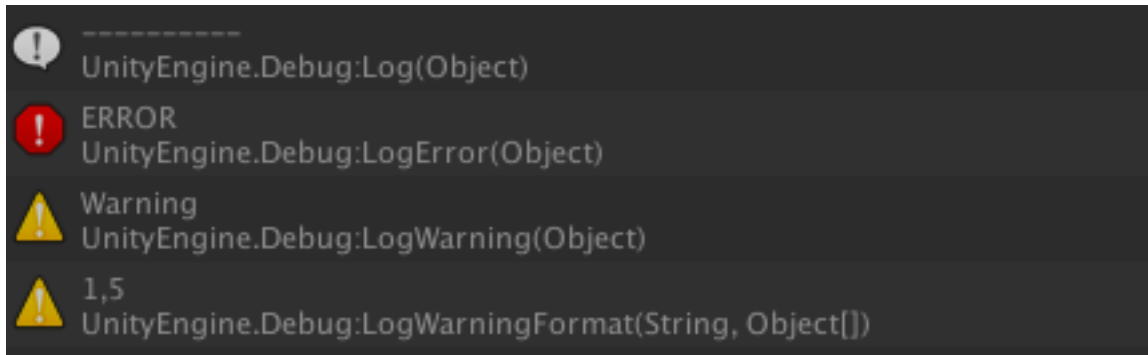 ----------
UnityEngine.Debug:Log(Object)
ERROR
UnityEngine.Debug:LogError(Object)
Warning
UnityEngine.Debug:LogWarning(Object)
1,5
UnityEngine.Debug:LogWarningFormat(String, Object[])